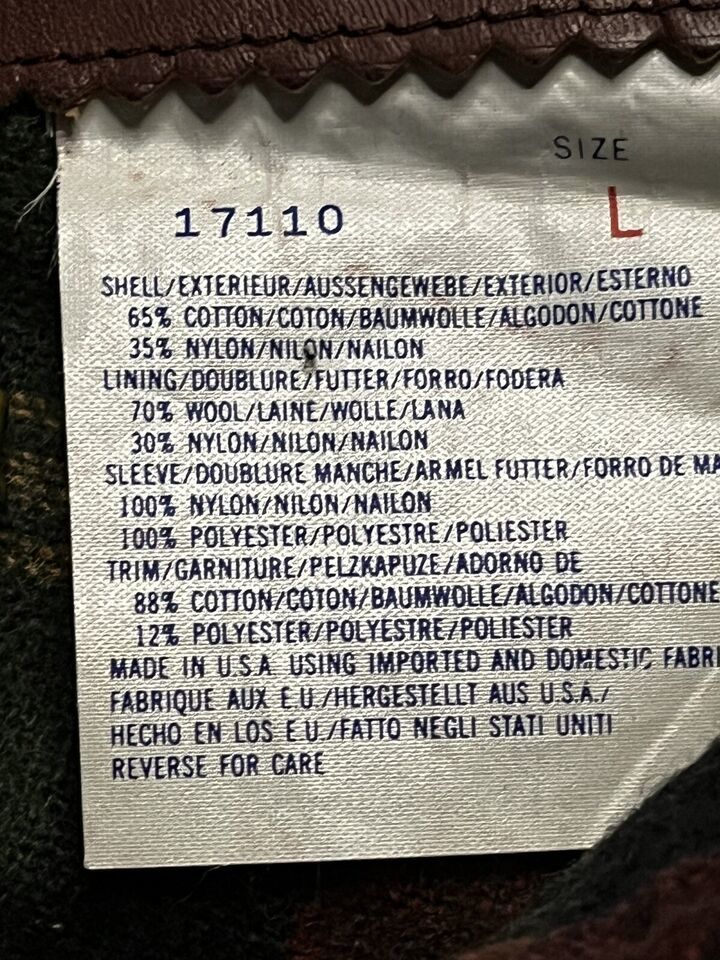 SIZE
17110 L
SHELL/EXTERIEUR/AUSSENGEWEBE/EXTERIOR/ESTERNO
65% COTTON/COTON/BAUMWOLLE/ALGODON/COTTONE
35% NYLON/NILON/NAILON
LINING/DOUBLURE/FUTTER/FORRO/FODERA
70% WOOL/LAINE/WOLLE/LANA
30% NYLON/NILON/NAILON
SLEEVE/DOUBLURE MANCHE/ARMEL FUTTER/FORRO DE MA
100% NYLON/NILON/NAILON
100% POLYESTER/POLYESTRE/POLIESTER
TRIM/GARNITURE/PELZKAPUZE/ADORNO DE
88% COTTON/COTON/BAUMWOLLE/ALGODON/COTTONE
12% POLYESTER/POLYESTRE/POLIESTER
MADE IN U.S.A. USING IMPORTED AND DOMESTIC FABRI
FABRIQUE AUX E.U./HERGESTELLT AUS U.S.A./
HECHO EN LOS E.U./FATTO NEGLI STATI UNITI
REVERSE FOR CARE